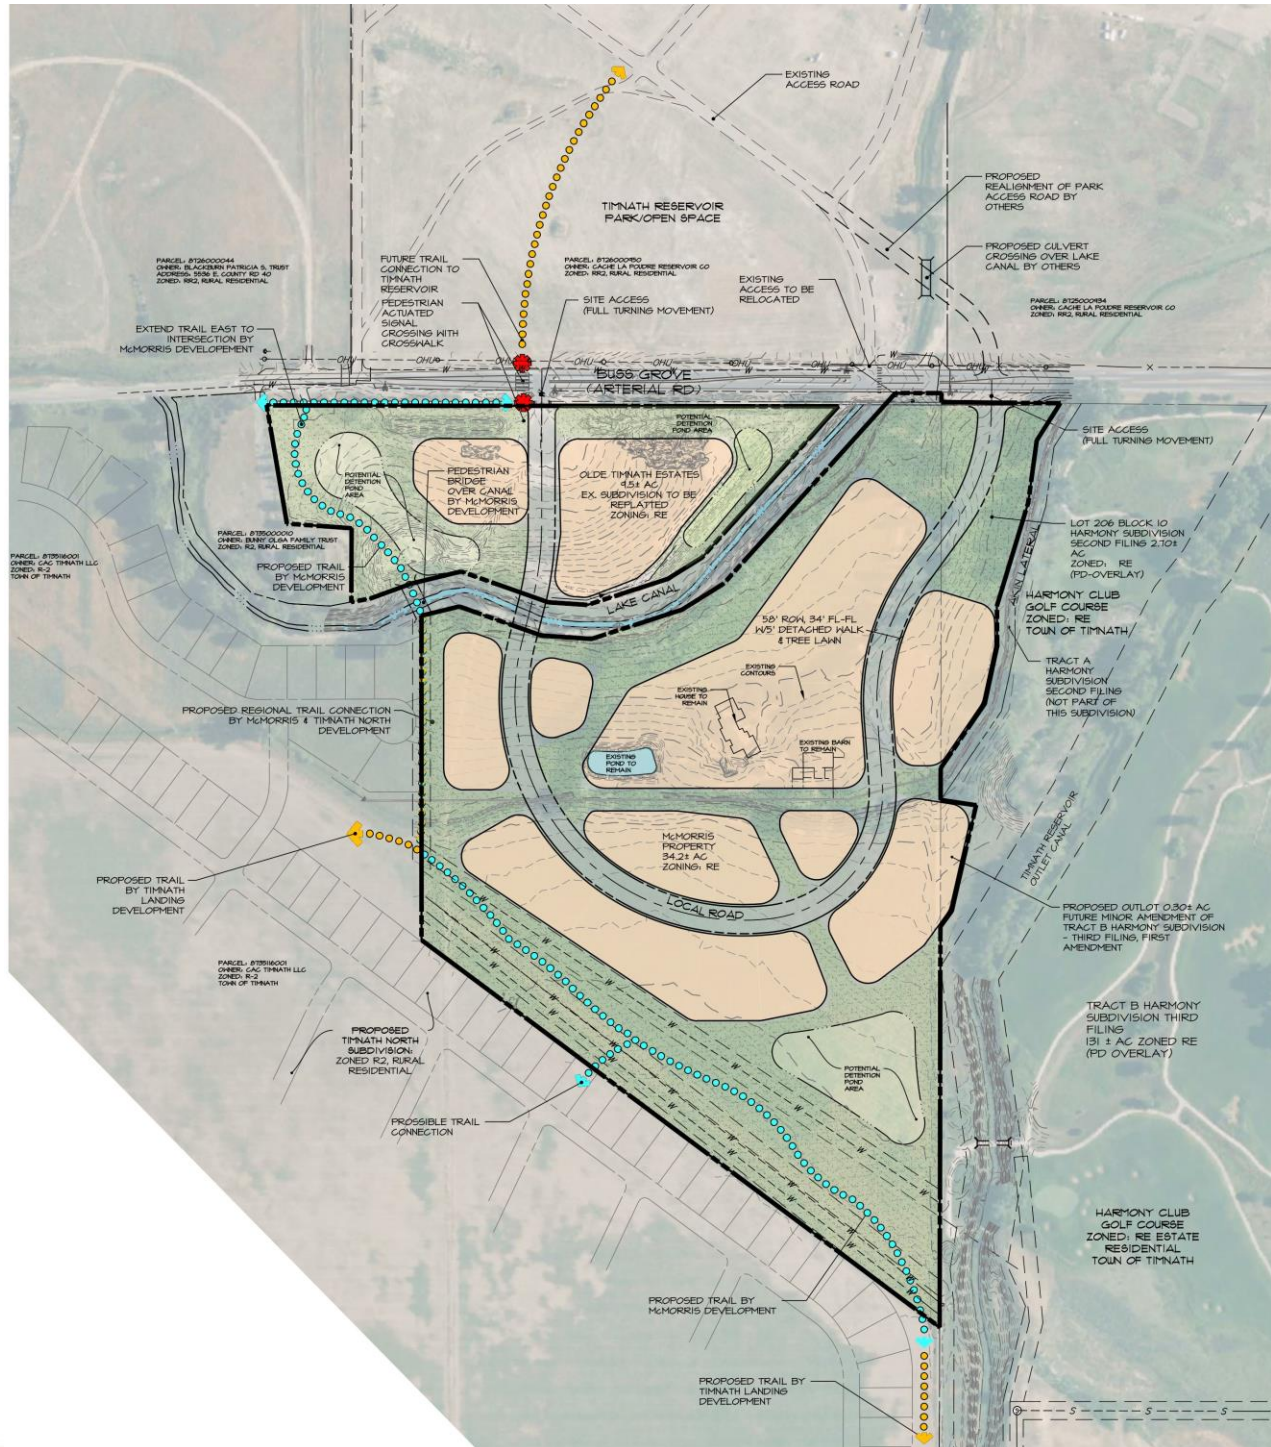 EXISTING
ACCESS ROAD
PROPOSED
REALIGNMENT OF PARK
ACCESS ROAD BY
OTHERS
TIMNATH RESERVOIR
PARK/OPEN SPACE
PROPOSED CULVERT
CROSSING OVER LAKE
CANAL BY OTHERS
PARCEL: 8726000044
OWNER: BLACKBURN PATRICIA S, TRUST
ADDRESS: 5536 E, COUNTY RD 40
ZONED: RR2, RURAL RESIDENTIAL
FUTURE TRAIL
CONNECTION TO
TIMNATH
RESERVOIR
PARCEL: 8726000950
OWNER: CACHE LA POUDRE RESERVOIR CO
ZONED: RR2, RURAL RESIDENTIAL
EXISTING
ACCESS TO BE
RELOCATED
PARCEL: 8725000934
OWNER: CACHE LA POUDRE RESERVOIR CO
ZONED: RR2, RURAL RESIDENTIAL
PEDESTRIAN
ACTUATED
SIGNAL
CROSSING WITH
CROSSWALK
SITE ACCESS
(FULL TURNING MOVEMENT)
EXTEND TRAIL EAST TO
INTERSECTION BY
McMORRIS DEVELOPEMENT
OHU OHU OHU OHU OHU OHU OHU
W W W W W
BUSS GROVE
(ARTERIAL RD)
SITE ACCESS
(FULL TURNING MOVEMENT)
POTENTIAL
DETENTION
POND AREA
POTENTIAL
DETENTION
POND
AREA
PEDESTRIAN
BRIDGE
OVER CANAL
BY McMORRIS
DEVELOPMENT
OLDE TIMNATH ESTATES
9.5± AC
EX. SUBDIVISION TO BE
REPLATTED
ZONING: RE
LOT 206 BLOCK 10
HARMONY SUBDIVISION
SECOND FILING 2.70±
AC
ZONED: RE
(PD-OVERLAY)
PARCEL: 8735000010
OWNER: BUNNY OLGA FAMILY TRUST
ZONED: R2, RURAL RESIDENTIAL
PARCEL: 8735116001
OWNER: CAC TIMNATH LLC
ZONED: R-2
TOWN OF TIMNATH
PROPOSED TRAIL
BY McMORRIS
DEVELOPMENT
LAKE CANAL
AKIN LATERAL
HARMONY CLUB
GOLF COURSE
ZONED: RE
TOWN OF TIMNATH
58' ROW, 34' FL-FL
W/5' DETACHED WALK
& TREE LAWN
EXISTING
CONTOURS
TRACT A
HARMONY
SUBDIVISION
SECOND FILING
(NOT PART OF
THIS SUBDIVISION)
EXISTING
HOUSE TO
REMAIN
PROPOSED REGIONAL TRAIL CONNECTION
BY McMORRIS & TIMNATH NORTH
DEVELOPMENT
EXISTING BARN
TO REMAIN
EXISTING
POND TO
REMAIN
TIMNATH RESERVOIR
OUTLET CANAL
McMORRIS
PROPERTY
34.2± AC
ZONING: RE
LOCAL ROAD
PROPOSED TRAIL
BY TIMNATH
LANDING
DEVELOPMENT
PROPOSED OUTLOT 0.30± AC
FUTURE MINOR AMENDMENT OF
TRACT B HARMONY SUBDIVISION
- THIRD FILING, FIRST
AMENDMENT
PARCEL: 8735116001
OWNER: CAC TIMNATH LLC
ZONED: R-2
TOWN OF TIMNATH
TRACT B HARMONY
SUBDIVISION THIRD
FILING
131 ± AC ZONED RE
(PD OVERLAY)
PROPOSED
TIMNATH NORTH
SUBDIVISION:
ZONED R2, RURAL
RESIDENTIAL
POTENTIAL
DETENTION
POND
AREA
PROSSIBLE TRAIL
CONNECTION
HARMONY CLUB
GOLF COURSE
ZONED: RE ESTATE
RESIDENTIAL
TOWN OF TIMNATH
PROPOSED TRAIL BY
McMORRIS DEVELOPMENT
PROPOSED TRAIL BY
TIMNATH LANDING
DEVELOPMENT
S S S